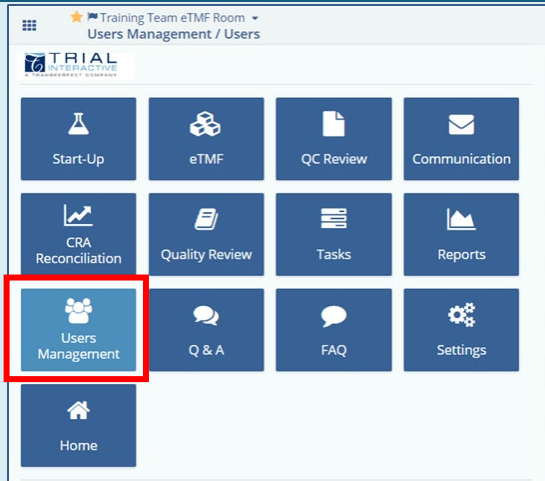 Training Team eTMF Room
Users Management / Users
TRIAL
INTERACTIVE
A TRANSPERFECT COMPANY
Start-Up
eTMF
QC Review
Communication
CRA
Reconciliation
Quality Review
Tasks
Reports
Users
Management
Q & A
FAQ
Settings
Home